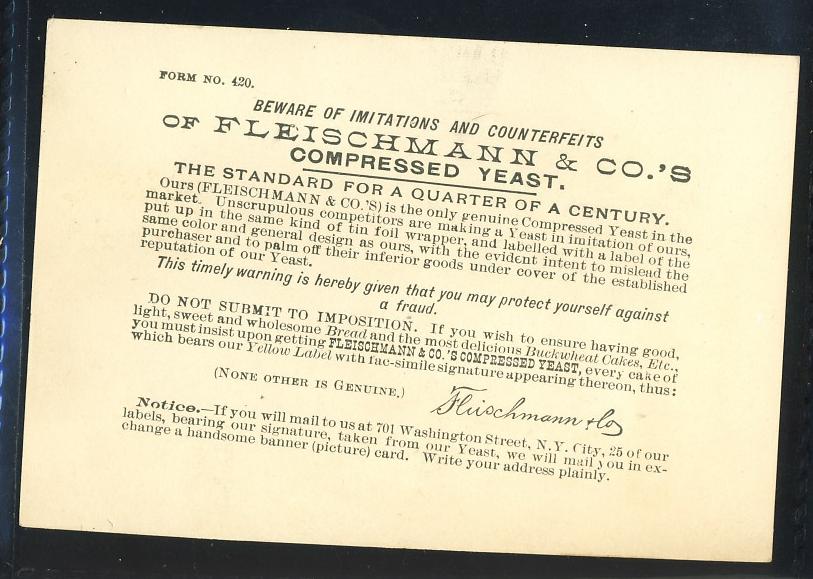 FORM NO. 420.
BEWARE OF IMITATIONS AND COUNTERFEITS
OF FLEISCHMANN & CO.'S
COMPRESSED YEAST.
THE STANDARD FOR A QUARTER OF A CENTURY.
Ours (FLEISCHMANN & CO.'S) is the only genuine Compressed Yeast in the
market. Unscrupulous competitors are making a Yeast in imitation of ours,
put up in the same kind of tin foil wrapper, and labelled with a label of the
same color and general design as ours, with the evident intent to mislead the
purchaser and to palm off their inferior goods under cover of the established
reputation of our Yeast.
This timely warning is hereby given that you may protect yourself against
a fraud.
DO NOT SUBMIT TO IMPOSITION. If you wish to ensure having good,
light, sweet and wholesome Bread and the most delicious Buckwheat Cakes, Etc.,
you must insist upon getting FLEISCHMANN & CO.'S COMPRESSED YEAST, every cake of
which bears our Yellow Label with fac-simile signature appearing thereon, thus:
(NONE OTHER IS GENUINE.)
Fleischmann & Co
Notice.—If you will mail to us at 701 Washington Street, N.Y. City, 25 of our
labels, bearing our signature, taken from our Yeast, we will mail you in ex-
change a handsome banner (picture) card. Write your address plainly.